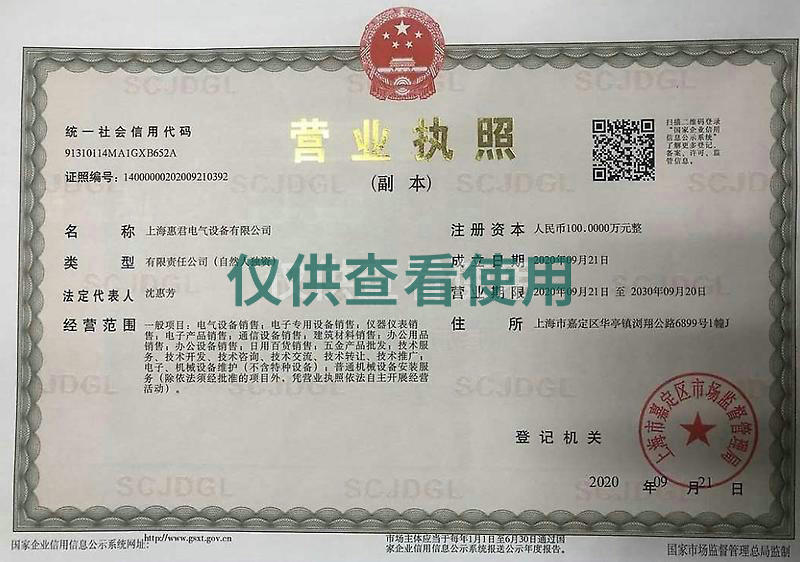 统一社会信用代码
91310114MA1GXB652A
证照编号：14000000202009210392
营业执照
(副 本)
扫描二维码登录
"国家企业信用
信息公示系统"
了解更多登记、
备案、许可、监
管信息。
名 称 上海惠君电气设备有限公司
类 型 有限责任公司（自然人独资）
法定代表人 沈惠芳
经营范围 一般项目：电气设备销售；电子专用设备销售；仪器仪表销
售；电子产品销售；通信设备销售；建筑材料销售；办公用品
销售；办公设备销售；日用百货销售；五金产品批发；技术服
务、技术开发、技术咨询、技术交流、技术转让、技术推广；
电子、机械设备维护（不含特种设备）；普通机械设备安装服
务（除依法须经批准的项目外，凭营业执照依法自主开展经营
活动）。
注册资本 人民币100.0000万元整
成立日期 2020年09月21日
营业期限 2020年09月21日 至 2030年09月20日
住 所 上海市嘉定区华亭镇浏翔公路6899号1幢J
仅供查看使用
登记机关
上海市嘉定区市场监督管理局
2020 年 09 月 21 日
国家企业信用信息公示系统网址：http://www.gsxt.gov.cn
市场主体应当于每年1月1日至6月30日通过国
家企业信用信息公示系统报送公示年度报告。
国家市场监督管理总局监制
SCJDGL